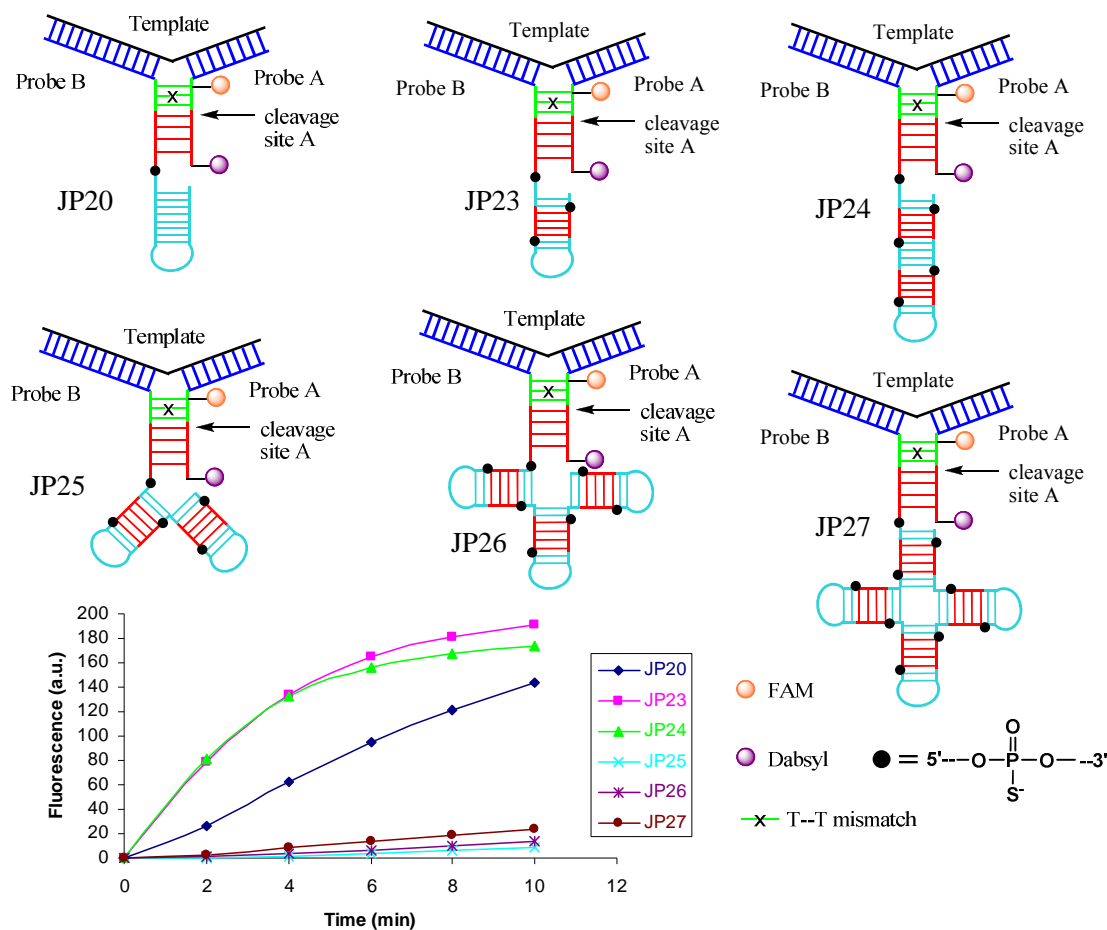 Template
Probe B
Probe A
cleavage
site A
JP20
Template
Probe B
Probe A
cleavage
site A
JP23
Template
Probe B
Probe A
cleavage
site A
JP24
Template
Probe B
Probe A
cleavage
site A
JP25
Template
Probe B
Probe A
cleavage
site A
JP26
Template
Probe B
Probe A
cleavage
site A
JP27
X
X
X
X
X
X
Fluorescence (a.u.)
200
180
160
140
120
100
80
60
40
20
0
0 2 4 6 8 10 12
Time (min)
JP20
JP23
JP24
JP25
JP26
JP27
FAM
Dabsyl
= 5'---O—P—O—--3'
O
S-
X T--T mismatch